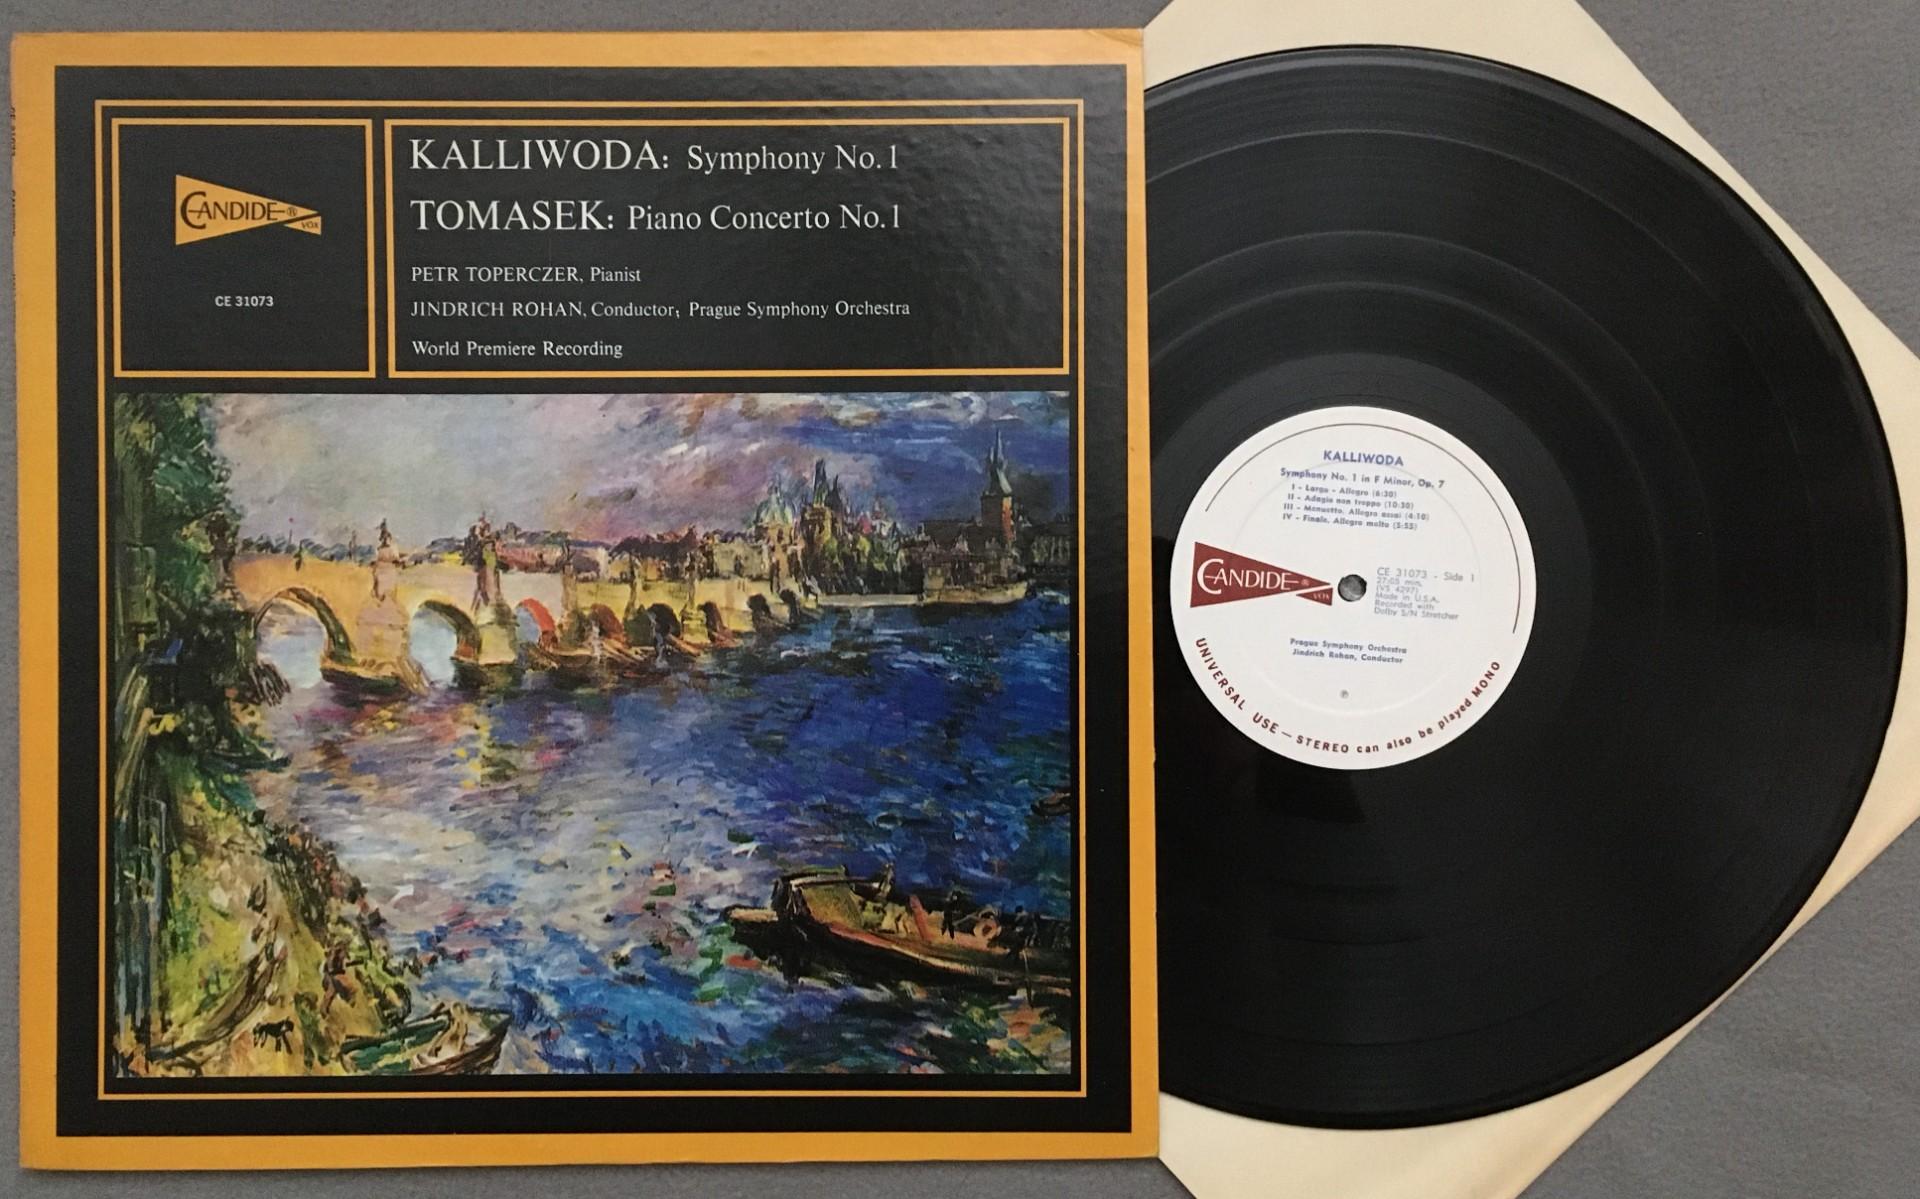 CANDIDE®
VOX
CE 31073
KALLIWODA: Symphony No. 1
TOMASEK: Piano Concerto No. 1
PETR TOPERCZER, Pianist
JINDRICH ROHAN, Conductor; Prague Symphony Orchestra
World Premiere Recording
KALLIWODA
Symphony No. 1 in F Minor, Op. 7
I - Largo - Allegro (6:30)
II - Adagio non troppo (10:30)
III - Menuetto. Allegro assai (4:10)
IV - Finale. Allegro molto (5:55)
CANDIDE®
VOX
CE 31073 - Side 1
27:05 min.
(VS 4297)
Made in U.S.A.
Recorded with
Dolby S/N Stretcher
Prague Symphony Orchestra
Jindrich Rohan, Conductor
℗
UNIVERSAL USE — STEREO can also be played MONO